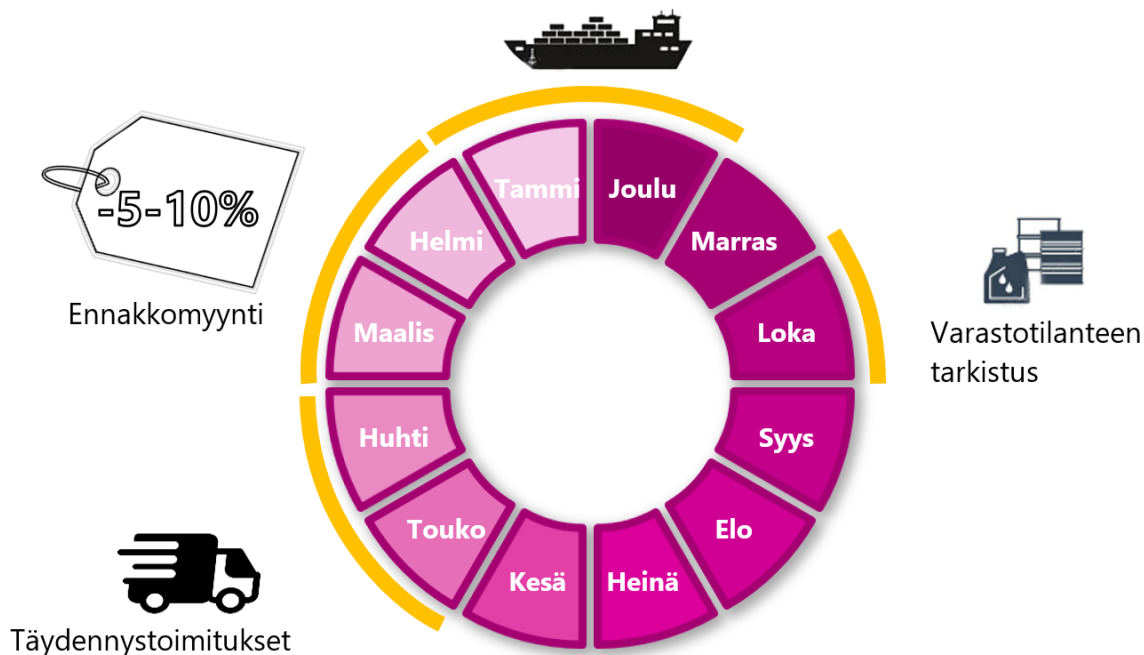 -5-10%
Ennakkomyynti
Tammi
Joulu
Helmi
Marras
Maalis
Loka
Huhti
Syys
Touko
Elo
Kesä
Heinä
Varastotilanteen
tarkistus
Täydennystoimitukset